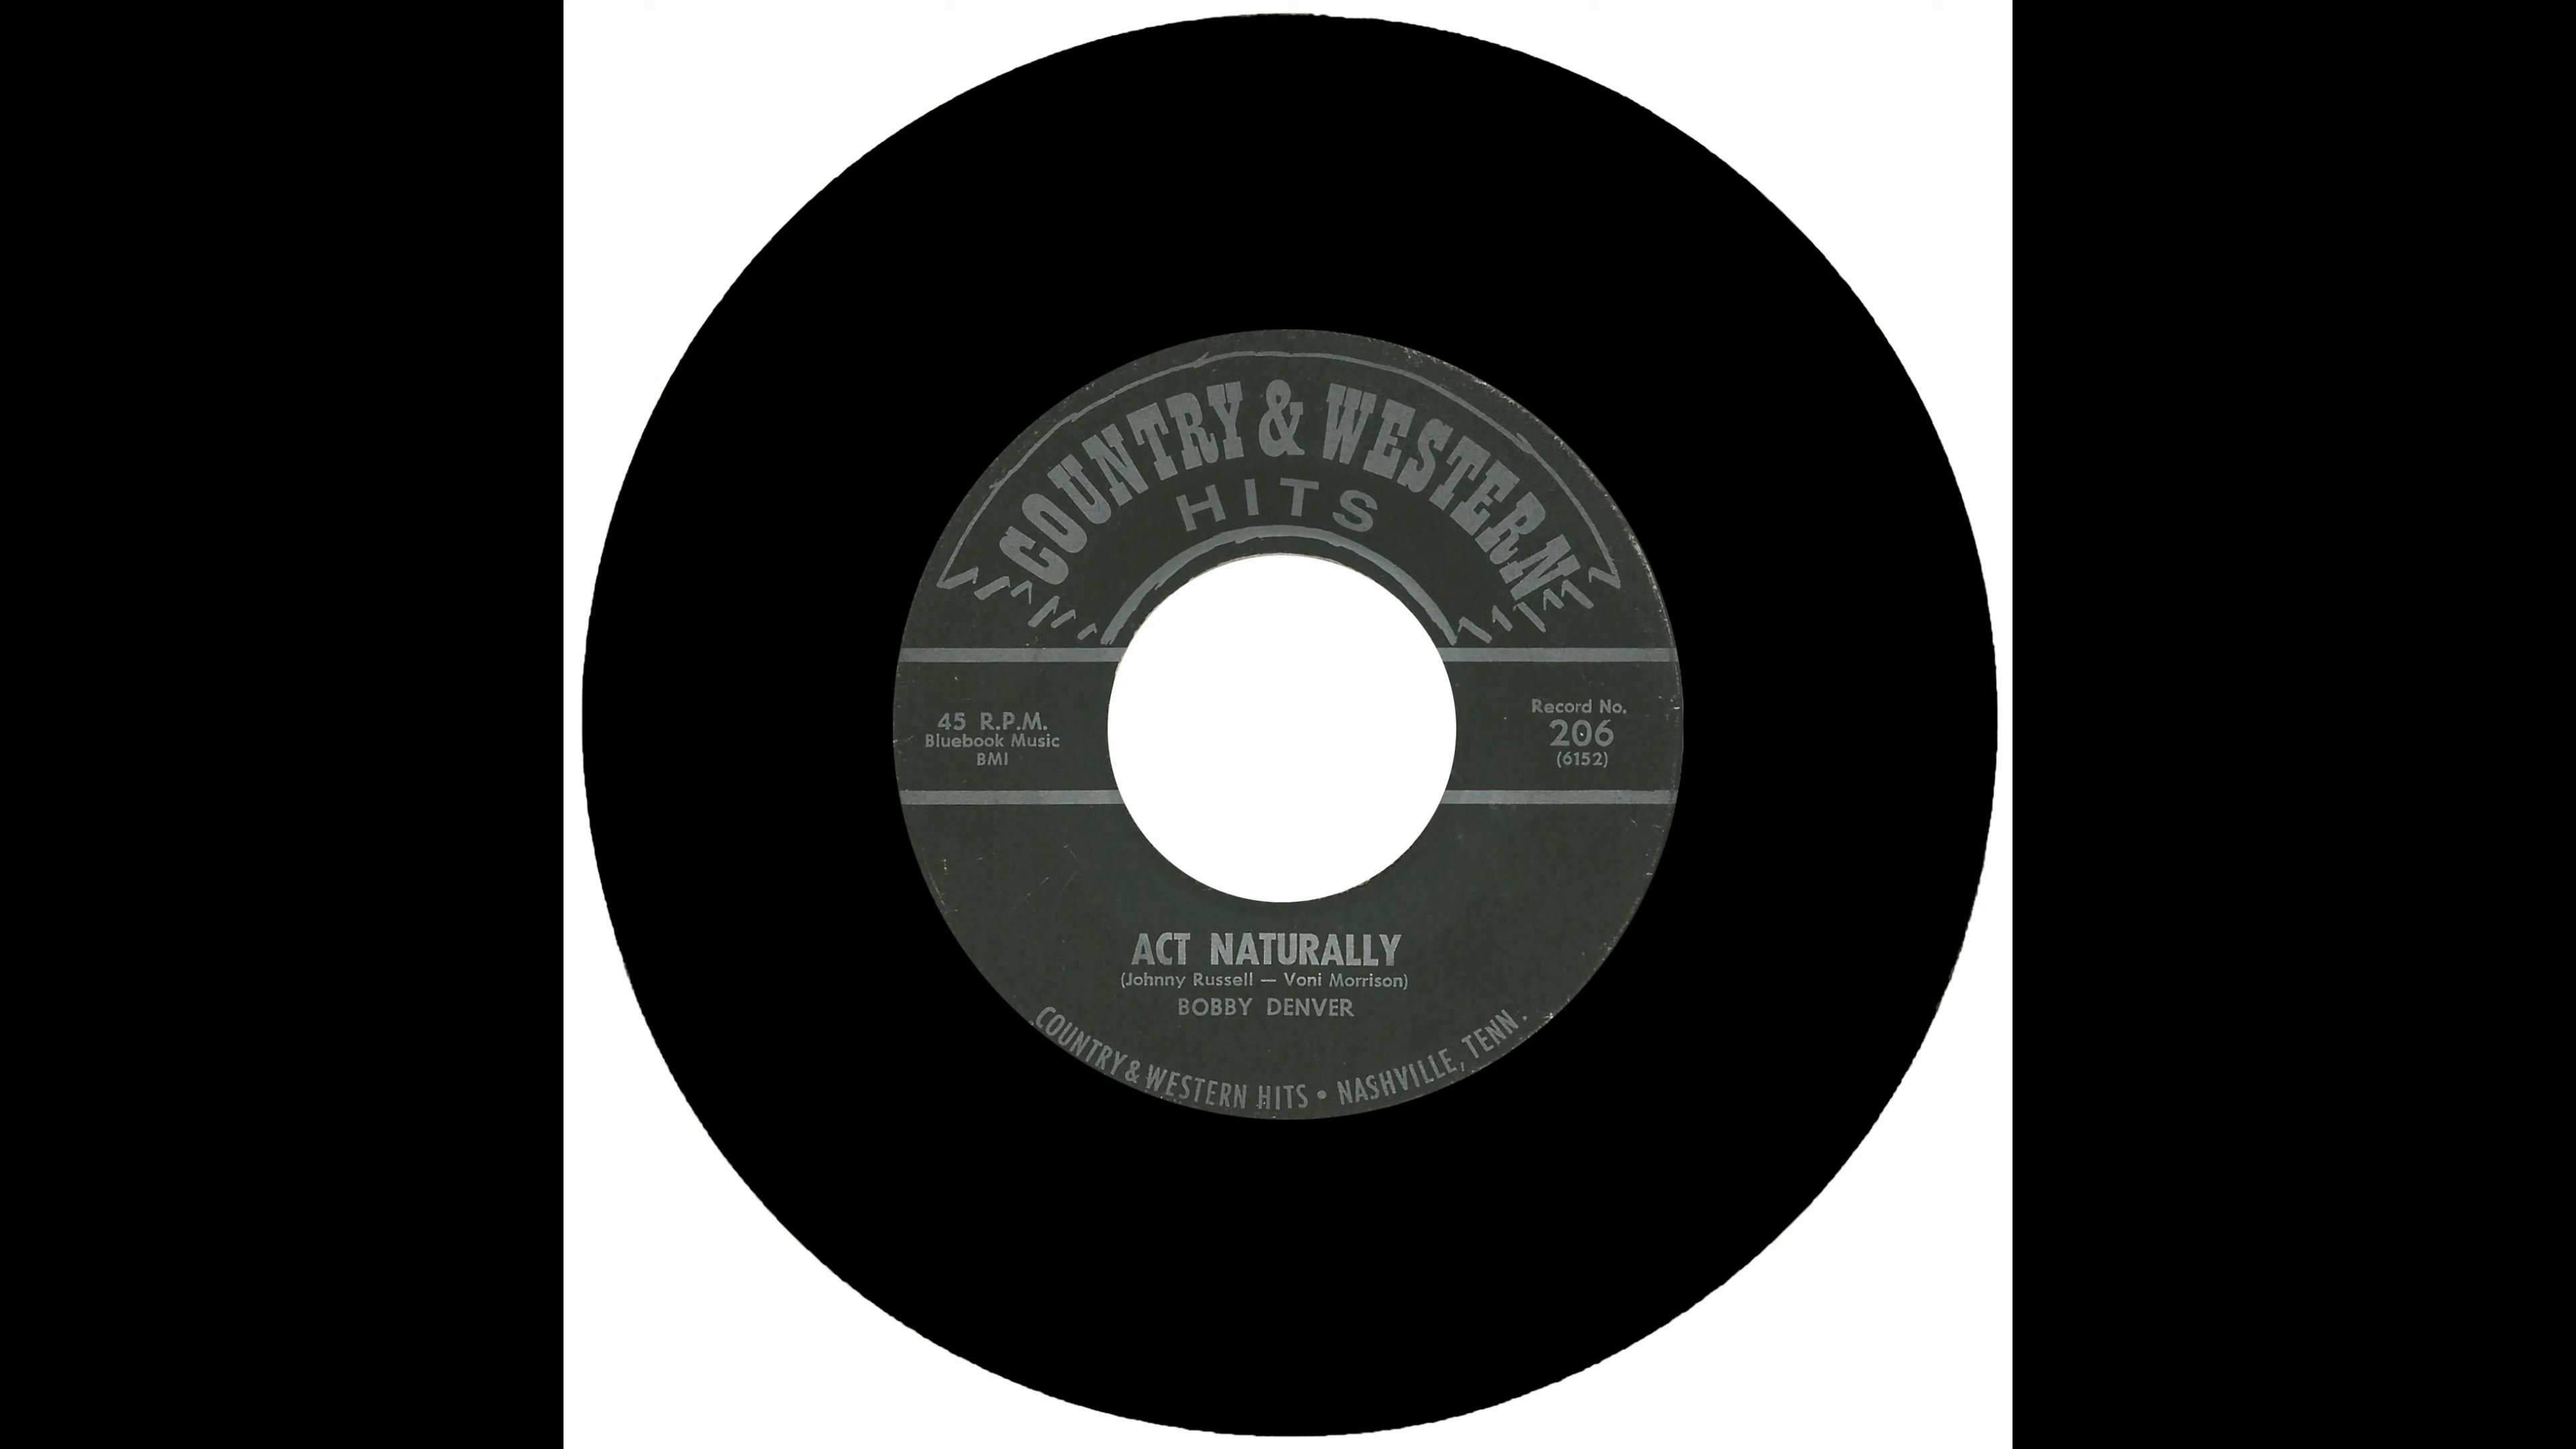 COUNTRY & WESTERN
HITS
45 R.P.M.
Bluebook Music
BMI
Record No.
206
(6152)
ACT NATURALLY
(Johnny Russell — Voni Morrison)
BOBBY DENVER
COUNTRY & WESTERN HITS • NASHVILLE, TENN.